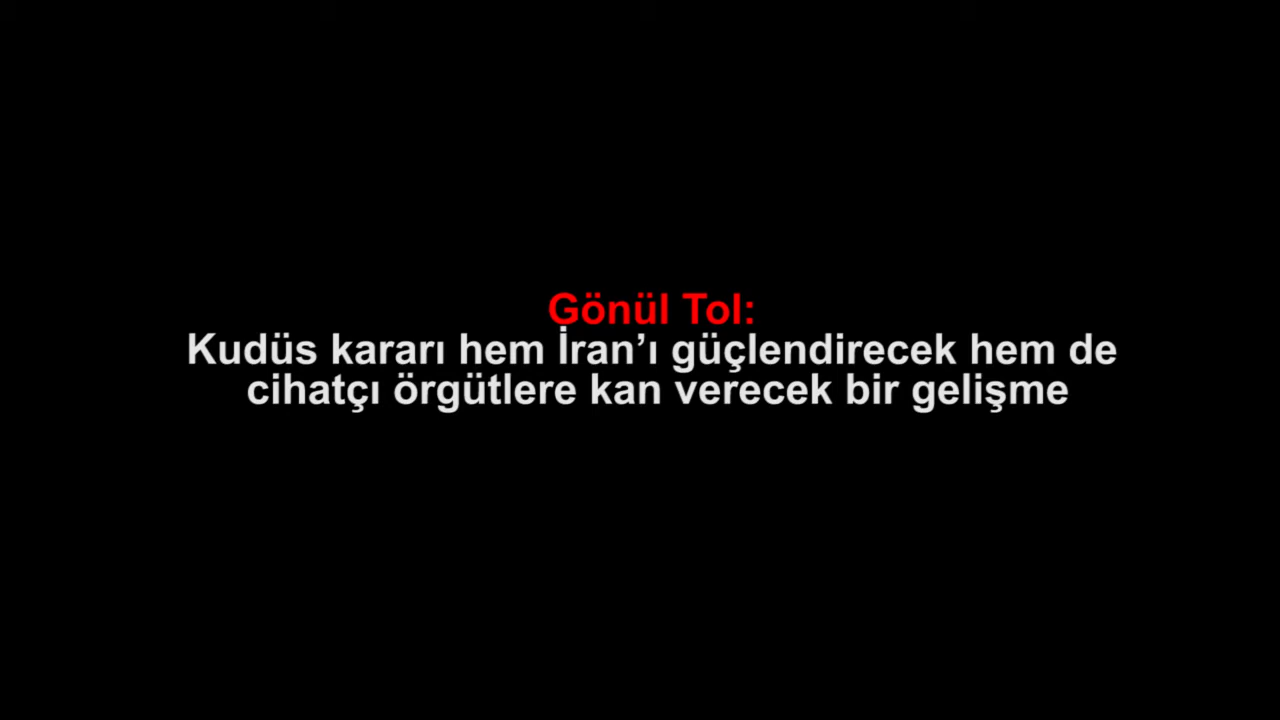 Gönül Tol:
Kudüs kararı hem İran’ı güçlendirecek hem de
cihatçı örgütlere kan verecek bir gelişme